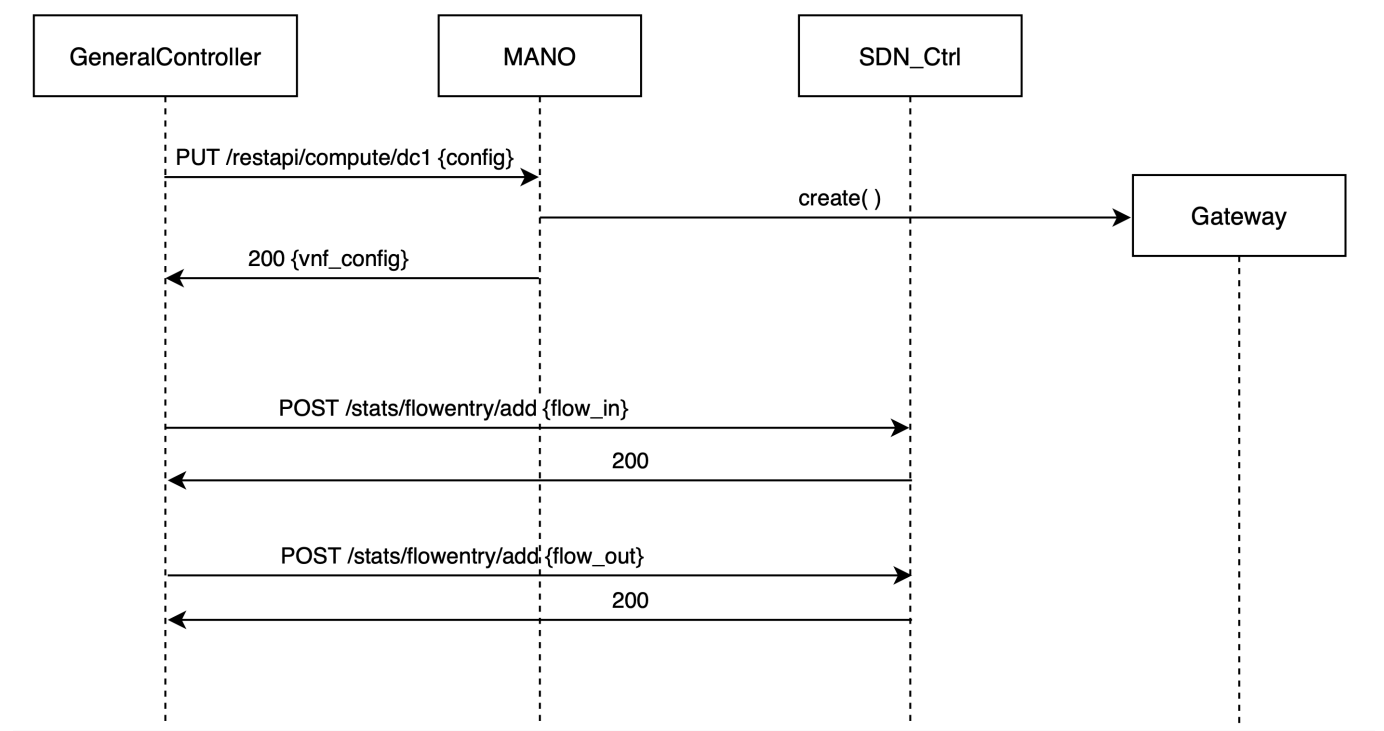 GeneralController
MANO
SDN_Ctrl
PUT /restapi/compute/dc1 {config}
create( )
Gateway
200 {vnf_config}
POST /stats/flowentry/add {flow_in}
200
POST /stats/flowentry/add {flow_out}
200